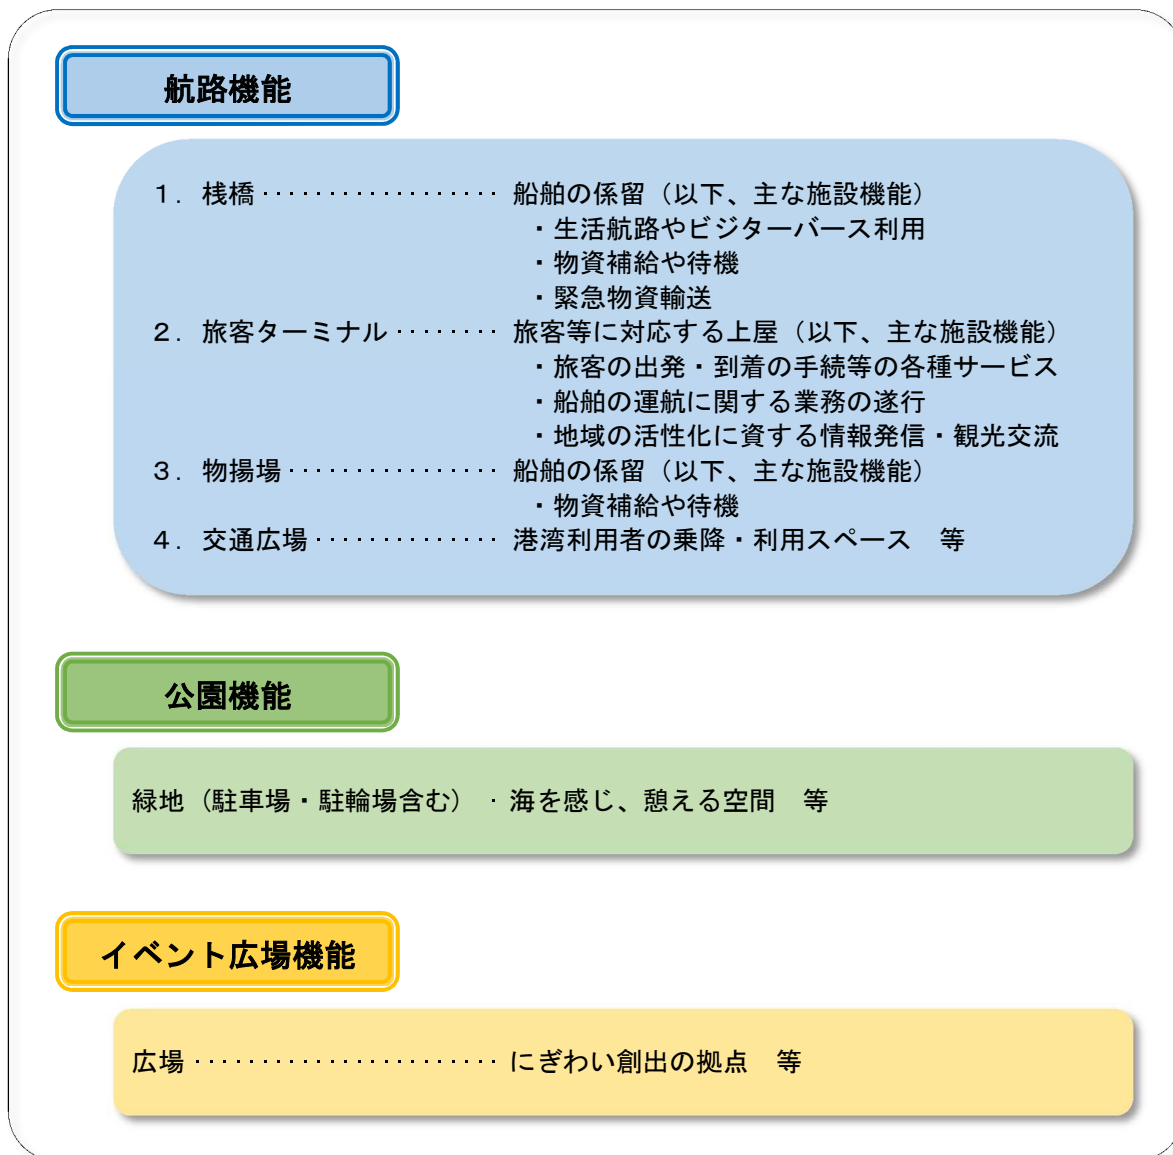 航路機能
１．桟橋・・・・・・・・・・・・・・・・・・ 船舶の係留（以下、主な施設機能）
・生活航路やビジターバース利用
・物資補給や待機
・緊急物資輸送
２．旅客ターミナル・・・・・・・・ 旅客等に対応する上屋（以下、主な施設機能）
・旅客の出発・到着の手続等の各種サービス
・船舶の運航に関する業務の遂行
・地域の活性化に資する情報発信・観光交流
３．物揚場・・・・・・・・・・・・・・・・ 船舶の係留（以下、主な施設機能）
・物資補給や待機
４．交通広場・・・・・・・・・・・・・・ 港湾利用者の乗降・利用スペース　等
公園機能
緑地（駐車場・駐輪場含む）・海を感じ、憩える空間　等
イベント広場機能
広場・・・・・・・・・・・・・・・・・・・・・・・ にぎわい創出の拠点　等